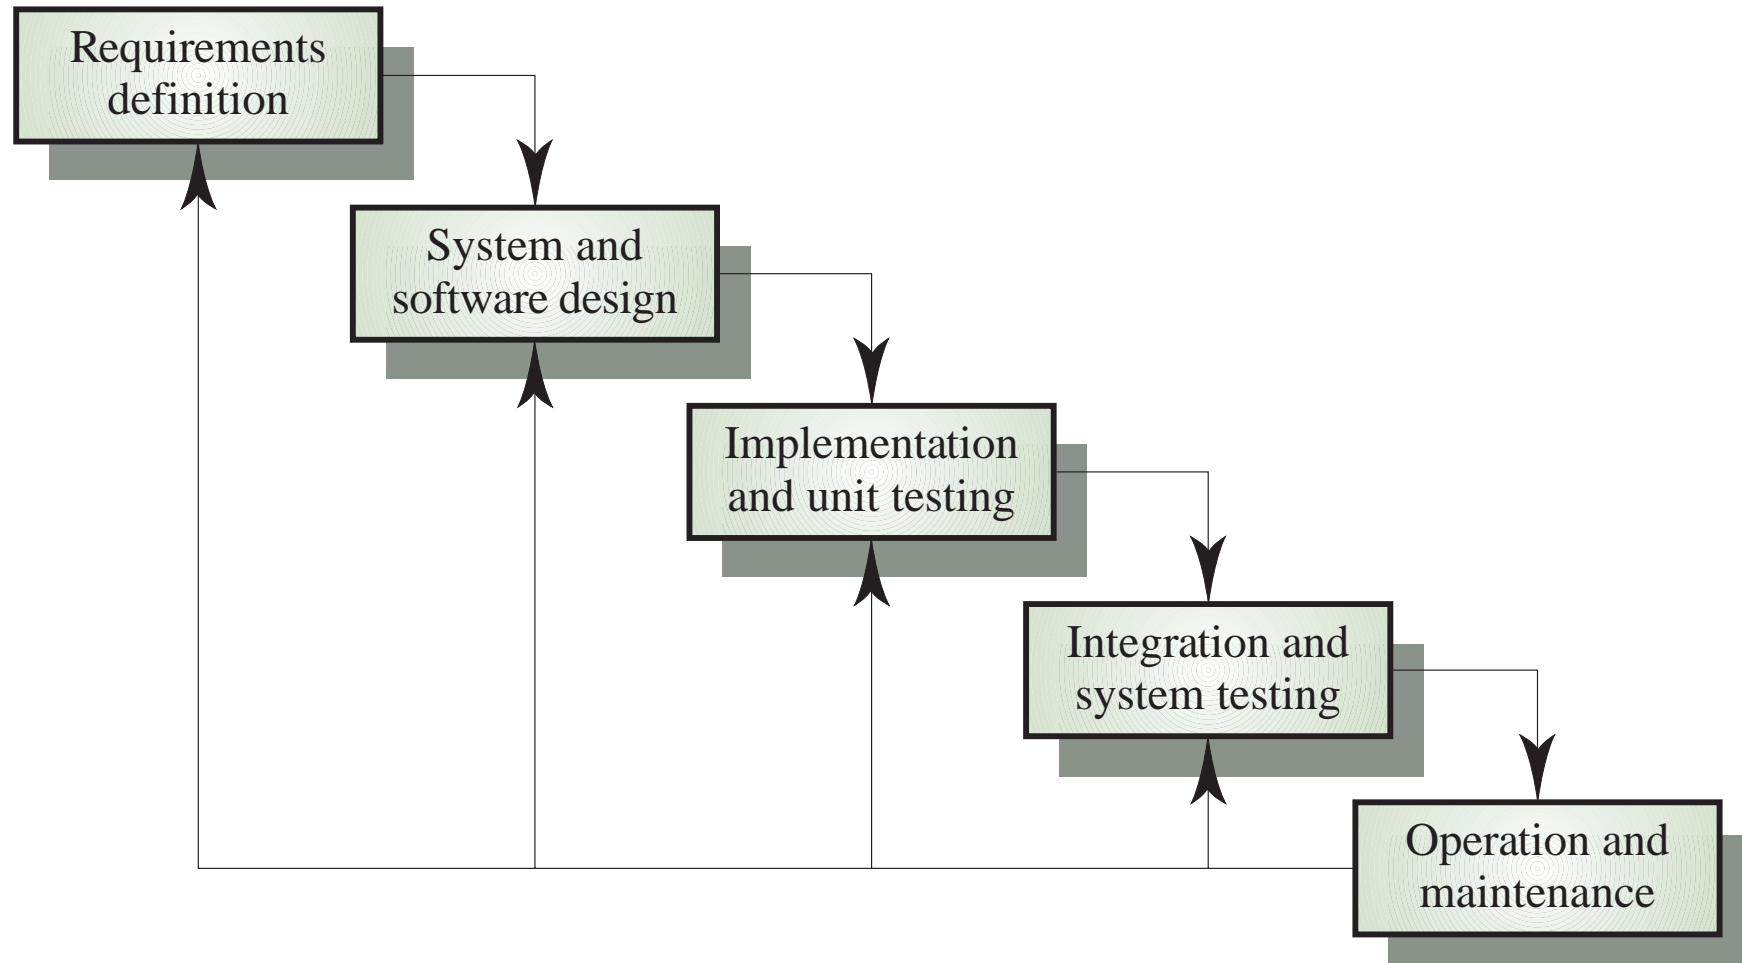 Requirements
definition
System and
software design
Implementation
and unit testing
Integration and
system testing
Operation and
maintenance